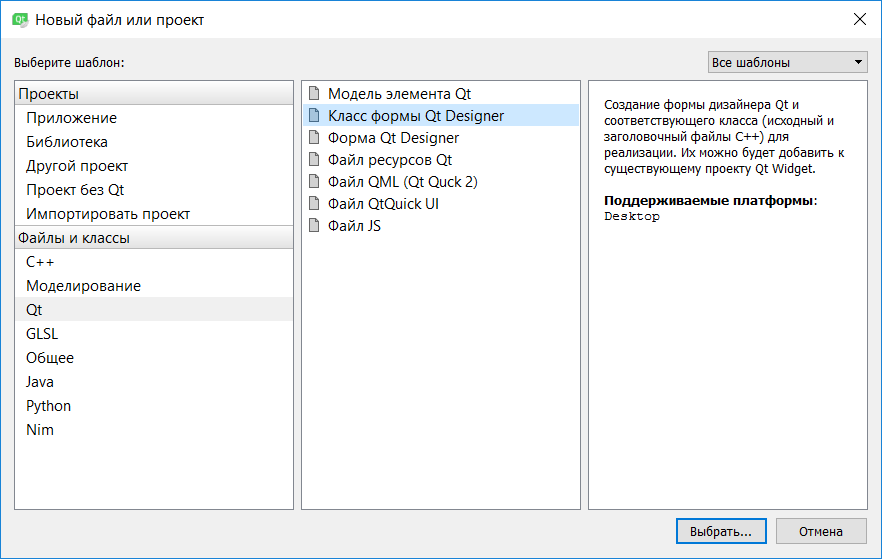 Новый файл или проект
Выберите шаблон:
Все шаблоны
Проекты
Приложение
Библиотека
Другой проект
Проект без Qt
Импортировать проект
Файлы и классы
C++
Моделирование
Qt
GLSL
Общее
Java
Python
Nim
Модель элемента Qt
Класс формы Qt Designer
Форма Qt Designer
Файл ресурсов Qt
Файл QML (Qt Quck 2)
Файл QtQuick UI
Файл JS
Создание формы дизайнера Qt и
соответствующего класса (исходный и
заголовочный файлы C++) для
реализации. Их можно будет добавить к
существующему проекту Qt Widget.
Поддерживаемые платформы:
Desktop
Выбрать...
Отмена